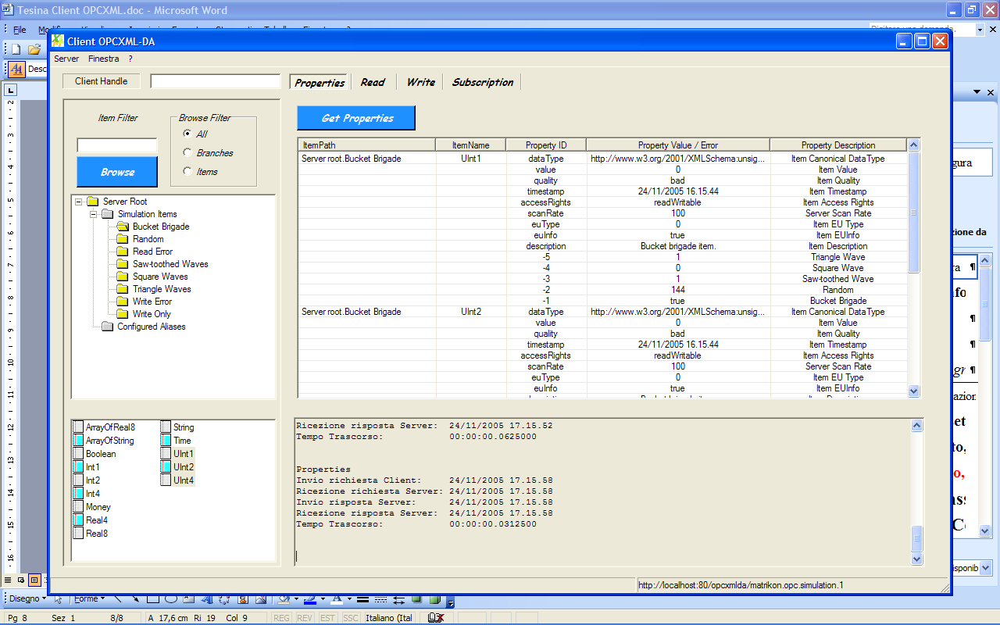 Tesina Client OPCXML.doc - Microsoft Word
File
Client OPCXML-DA
Server Finestra ?
Client Handle
Properties Read Write Subscription
Item Filter
Browse Filter
All
Branches
Items
Browse
Get Properties
ItemPath ItemName Property ID Property Value / Error Property Description
Server root.Bucket Brigade UInt1 dataType http://www.w3.org/2001/XMLSchema:unsig... Item Canonical DataType
value 0 Item Value
quality bad Item Quality
timestamp 24/11/2005 16.15.44 Item Timestamp
accessRights readWritable Item Access Rights
scanRate 100 Server Scan Rate
euType 0 Item EU Type
euInfo true Item EUInfo
description Bucket brigade item. Item Description
-5 1 Triangle Wave
-4 0 Square Wave
-3 1 Saw-toothed Wave
-2 144 Random
-1 true Bucket Brigade
Server root.Bucket Brigade UInt2 dataType http://www.w3.org/2001/XMLSchema:unsig... Item Canonical DataType
value 0 Item Value
quality bad Item Quality
timestamp 24/11/2005 16.15.44 Item Timestamp
accessRights readWritable Item Access Rights
scanRate 100 Server Scan Rate
euType 0 Item EU Type
euInfo true Item EUInfo
Server Root
Simulation Items
Bucket Brigade
Random
Read Error
Saw-toothed Waves
Square Waves
Triangle Waves
Write Error
Write Only
Configured Aliases
ArrayOfReal8
ArrayOfString
Boolean
Int1
Int2
Int4
Money
Real4
Real8
String
Time
UInt1
UInt2
UInt4
Ricezione risposta Server: 24/11/2005 17.15.52
Tempo Trascorso: 00:00:00.0625000
Properties
Invio richiesta Client: 24/11/2005 17.15.58
Ricezione richiesta Server: 24/11/2005 17.15.58
Invio risposta Server: 24/11/2005 17.15.58
Ricezione risposta Server: 24/11/2005 17.15.58
Tempo Trascorso: 00:00:00.0312500
http://localhost:80/opcxmlda/matrikon.opc.simulation.1
Disegno Forme
Pg 8 Sez 1 8/8 A 17,6 cm Ri 19 Col 9 REG REV EST SSC Italiano (Ital